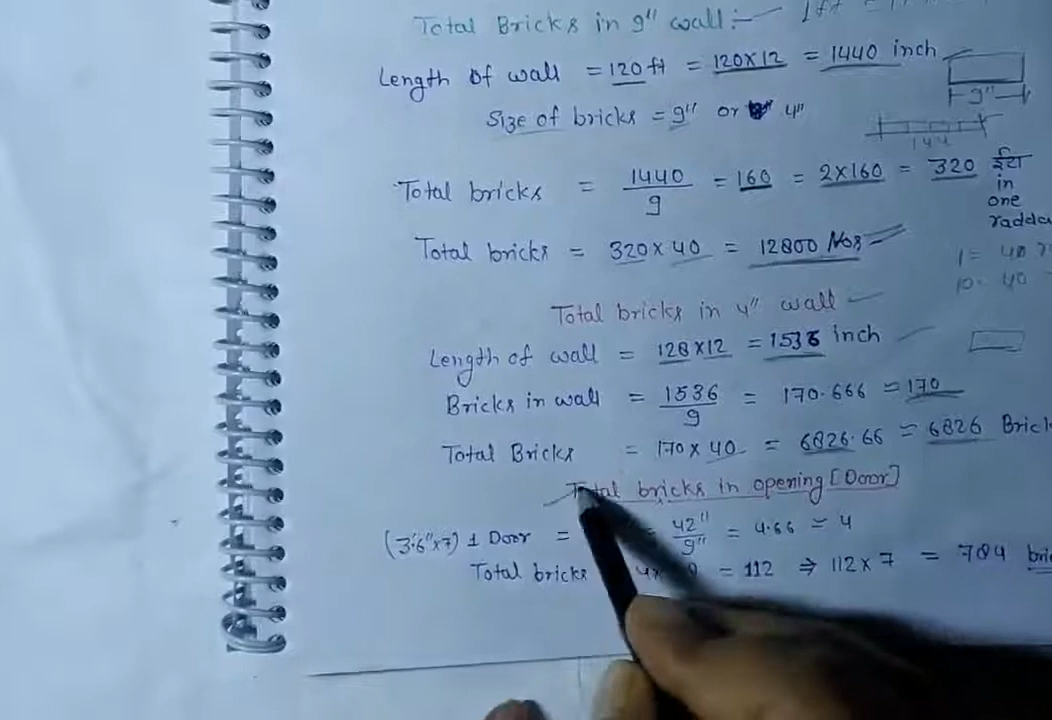 Total Bricks in 9" wall :-
Length of wall = 120 ft = 120×12 = 1440 inch
9"
Size of bricks = 9" or 4"
144
Total bricks = 1440/9 = 160 = 2×160 = 320 ईटा
in
one
radda
Total bricks = 320×40 = 12800 Nos
Total bricks in 4" wall
Length of wall = 128×12 = 1536 inch
Bricks in wall = 1536/9 = 170.666 = 170
Total Bricks = 170×40 = 6826.66 = 6826 Brick
Total bricks in opening [Door]
(3'6"×7) 1 Door = = 42"/9" = 4.66 = 4
Total bricks = 112 ⇒ 112×7 = 784